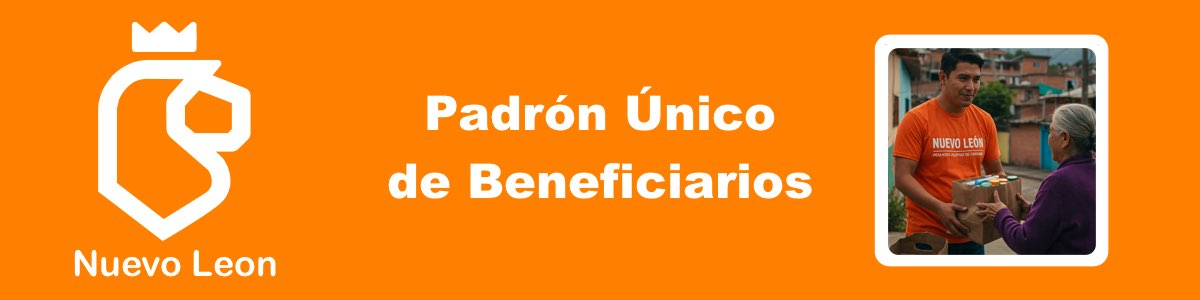 Nuevo Leon
Padrón Único
de Beneficiarios
NUEVO LEÓN